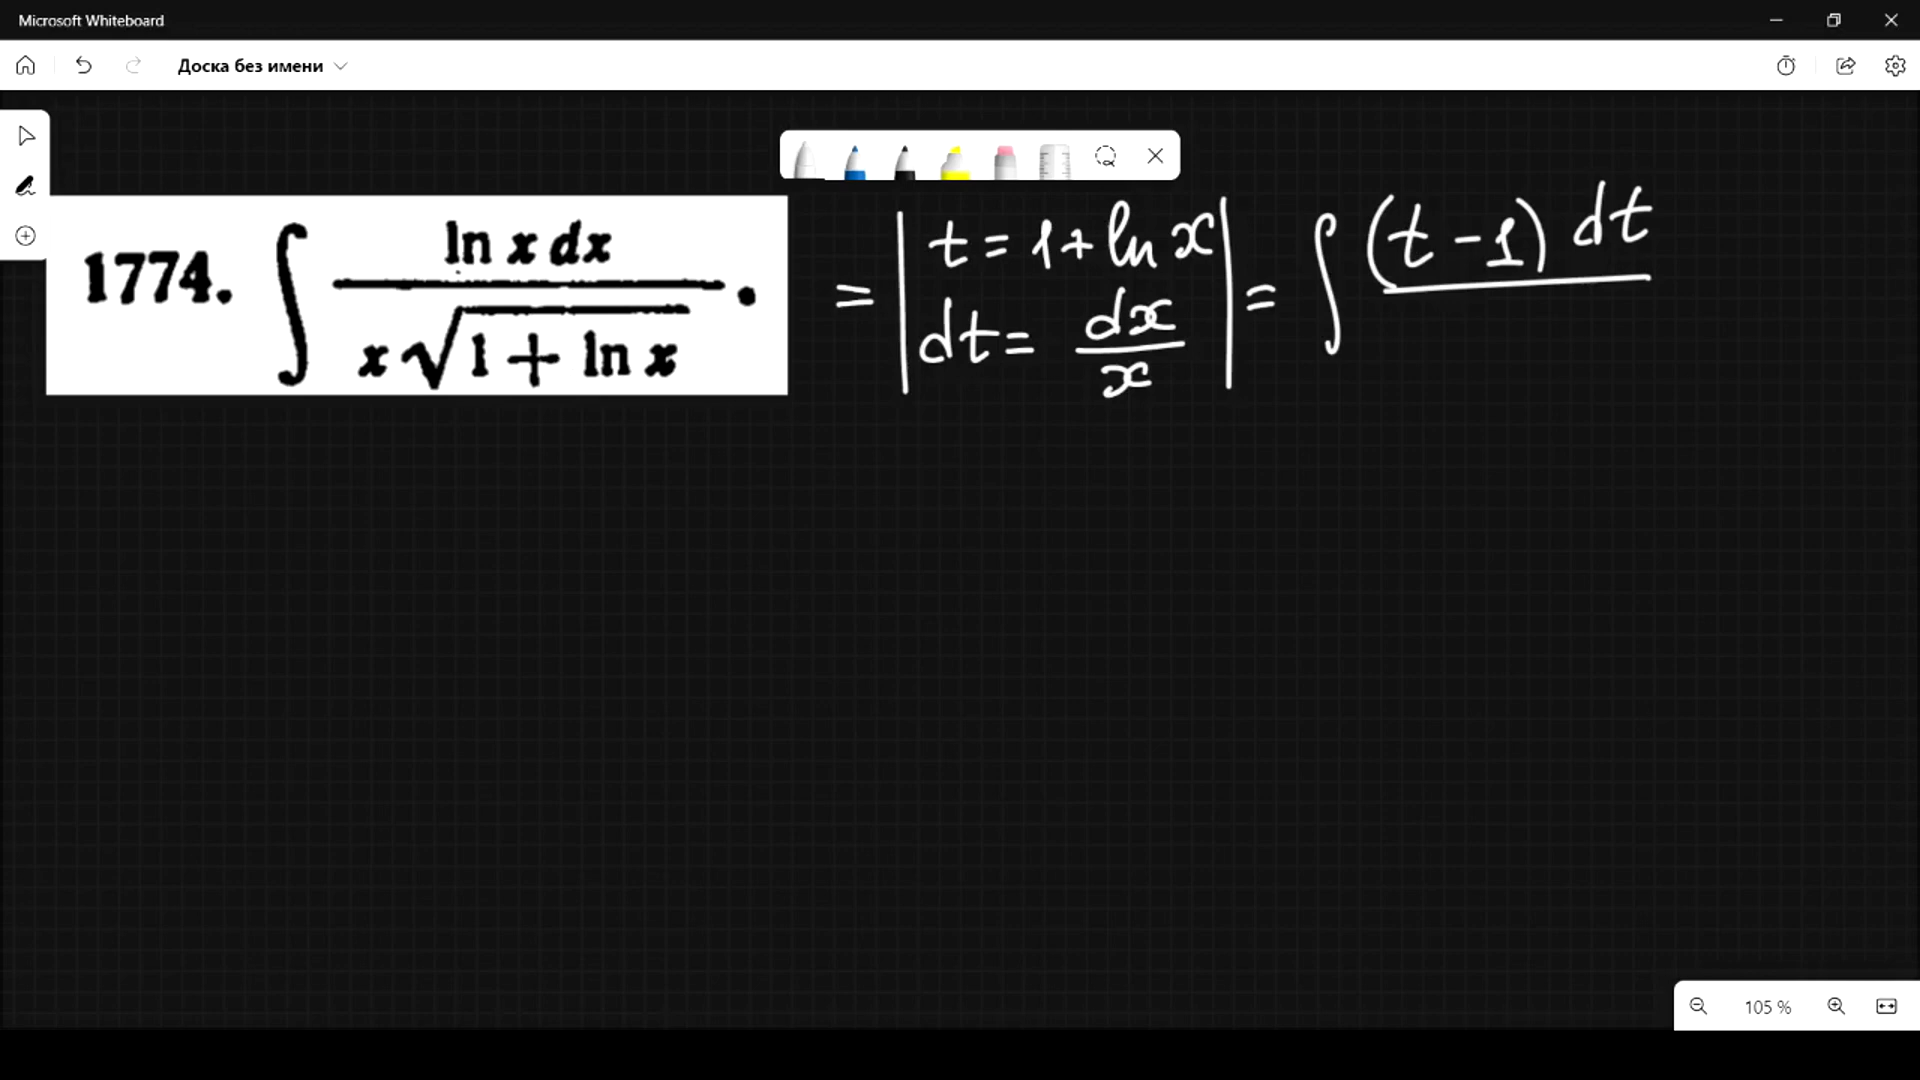 Microsoft Whiteboard
Доска без имени
1774. ∫ ln x dx / (x√(1 + ln x)) .
= | t = 1 + ln x | = ∫ (t - 1) dt
| dt = dx / x |
105 %